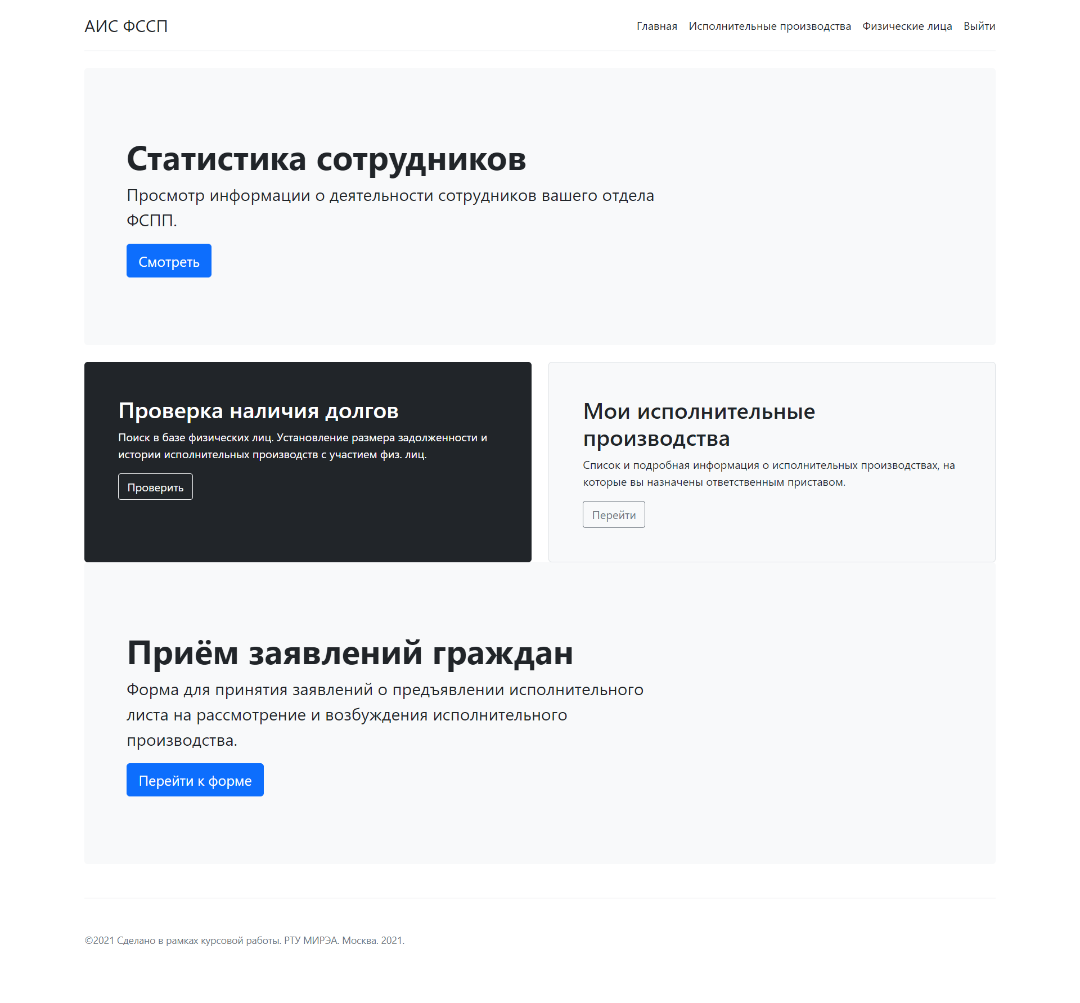 АИС ФССП
Главная Исполнительные производства Физические лица Выйти
Статистика сотрудников
Просмотр информации о деятельности сотрудников вашего отдела
ФСПП.
Смотреть
Проверка наличия долгов
Поиск в базе физических лиц. Установление размера задолженности и
истории исполнительных производств с участием физ. лиц.
Проверить
Мои исполнительные
производства
Список и подробная информация о исполнительных производствах, на
которые вы назначены ответственным приставом.
Перейти
Приём заявлений граждан
Форма для принятия заявлений о предъявлении исполнительного
листа на рассмотрение и возбуждения исполнительного
производства.
Перейти к форме
©2021 Сделано в рамках курсовой работы. РТУ МИРЭА. Москва. 2021.